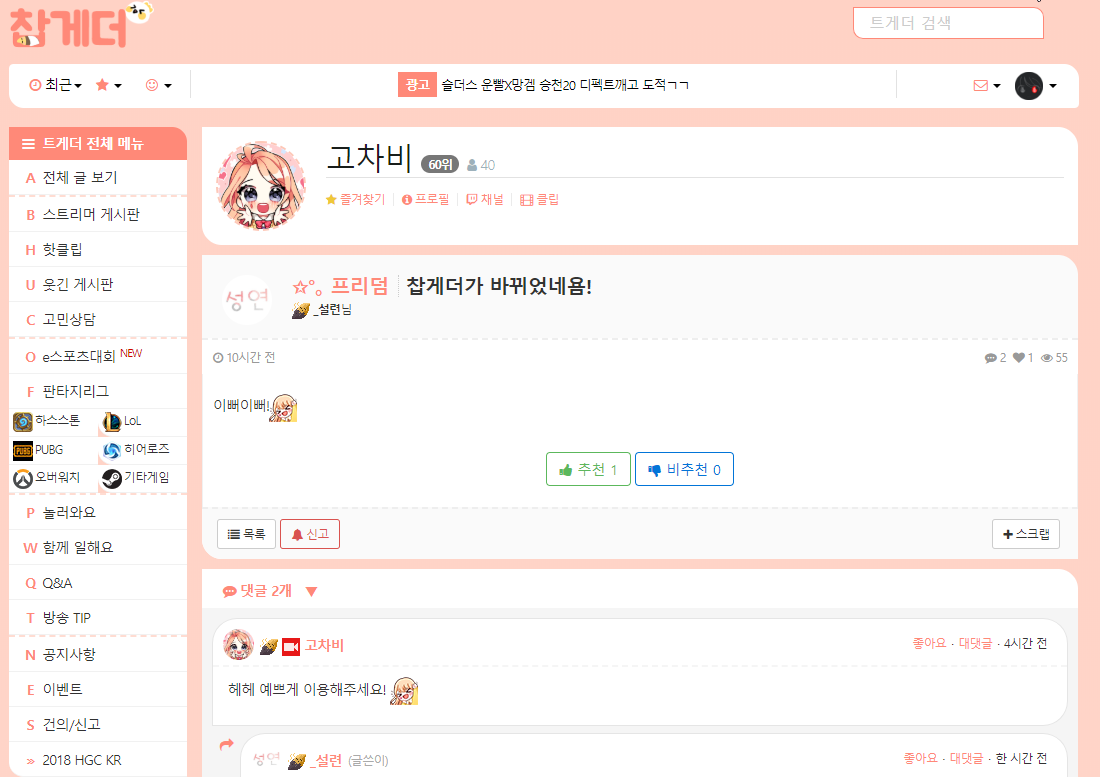 찹게더
트게더 검색
최근
광고 슬더스 운빨X망겜 승천20 디펙트깨고 도적ㄱㄱ
트게더 전체 메뉴
A 전체 글 보기
B 스트리머 게시판
H 핫클립
U 웃긴 게시판
C 고민상담
O e스포츠대회 NEW
F 판타지리그
하스스톤 LoL
PUBG 히어로즈
오버워치 기타게임
P 놀러와요
W 함께 일해요
Q Q&A
T 방송 TIP
N 공지사항
E 이벤트
S 건의/신고
» 2018 HGC KR
고차비 60위 40
즐겨찾기 프로필 채널 클립
성연
☆°。 프리덤 찹게더가 바뀌었네욤!
_설련님
10시간 전 2 1 55
이뻐이뻐!
추천 1 비추천 0
목록 신고 스크랩
댓글 2개 ▼
고차비 좋아요 · 대댓글 · 4시간 전
헤헤 예쁘게 이용해주세요!
성연 _설련 (글쓴이) 좋아요 · 대댓글 · 한 시간 전